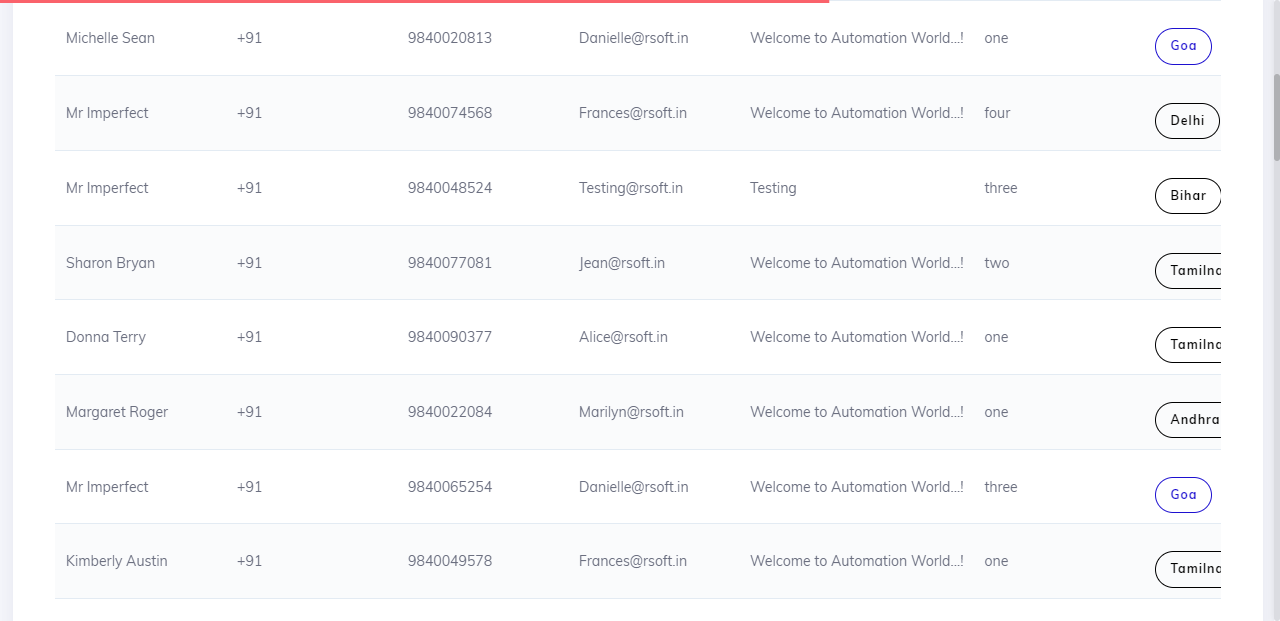 Michelle Sean +91 9840020813 Danielle@rsoft.in Welcome to Automation World...! one Goa
Mr Imperfect +91 9840074568 Frances@rsoft.in Welcome to Automation World...! four Delhi
Mr Imperfect +91 9840048524 Testing@rsoft.in Testing three Bihar
Sharon Bryan +91 9840077081 Jean@rsoft.in Welcome to Automation World...! two
Donna Terry +91 9840090377 Alice@rsoft.in Welcome to Automation World...! one
Margaret Roger +91 9840022084 Marilyn@rsoft.in Welcome to Automation World...! one Andhra
Mr Imperfect +91 9840065254 Danielle@rsoft.in Welcome to Automation World...! three Goa
Kimberly Austin +91 9840049578 Frances@rsoft.in Welcome to Automation World...! one